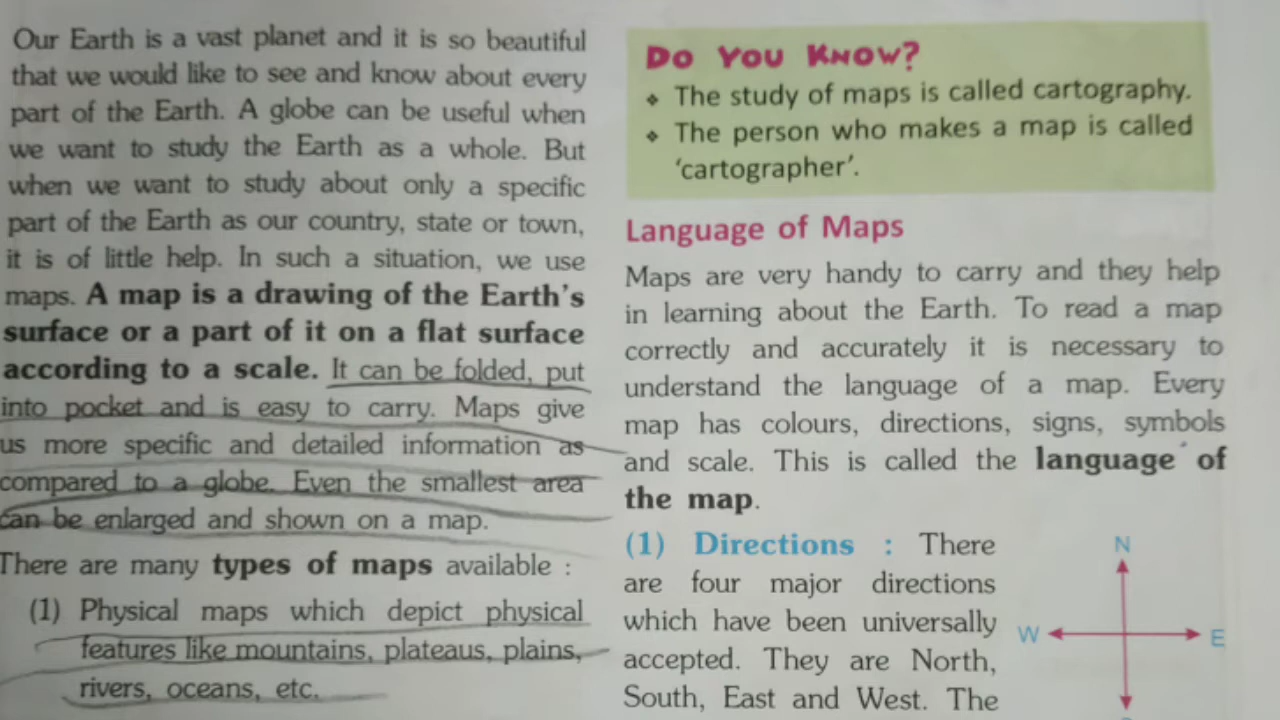 Our Earth is a vast planet and it is so beautiful
that we would like to see and know about every
part of the Earth. A globe can be useful when
we want to study the Earth as a whole. But
when we want to study about only a specific
part of the Earth as our country, state or town,
it is of little help. In such a situation, we use
maps. A map is a drawing of the Earth's
surface or a part of it on a flat surface
according to a scale. It can be folded, put
into pocket and is easy to carry. Maps give
us more specific and detailed information as
compared to a globe. Even the smallest area
can be enlarged and shown on a map.
There are many types of maps available :
(1) Physical maps which depict physical
features like mountains, plateaus, plains,
rivers, oceans, etc.
Do You Know?
❖ The study of maps is called cartography.
❖ The person who makes a map is called
'cartographer'.
Language of Maps
Maps are very handy to carry and they help
in learning about the Earth. To read a map
correctly and accurately it is necessary to
understand the language of a map. Every
map has colours, directions, signs, symbols
and scale. This is called the language of
the map.
(1) Directions : There
are four major directions
which have been universally
accepted. They are North,
South, East and West. The
N
W E